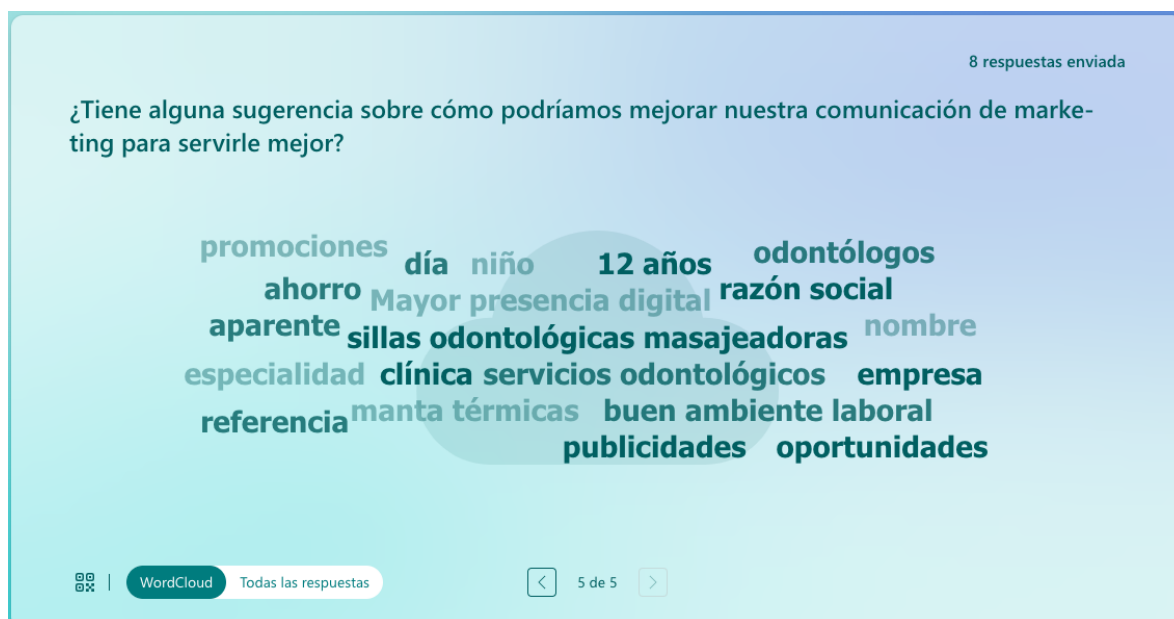 8 respuestas enviada
¿Tiene alguna sugerencia sobre cómo podríamos mejorar nuestra comunicación de marke-
ting para servirle mejor?
promociones día niño 12 años odontólogos
ahorro Mayor presencia digital razón social
aparente sillas odontológicas masajeadoras nombre
especialidad clínica servicios odontológicos empresa
referencia manta térmicas buen ambiente laboral
publicidades oportunidades
WordCloud Todas las respuestas 5 de 5